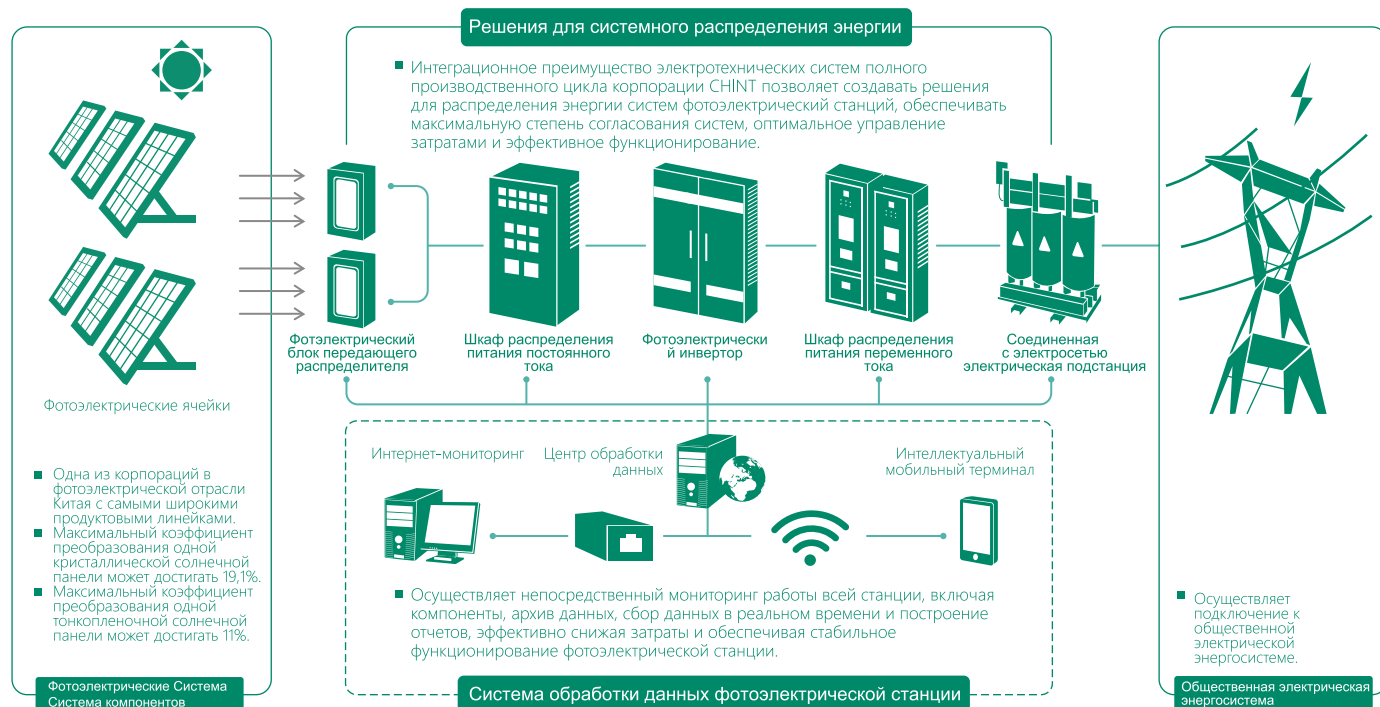 Решения для системного распределения энергии
Интеграционное преимущество электротехнических систем полного
производственного цикла корпорации CHINT позволяет создавать решения
для распределения энергии систем фотоэлектрический станций, обеспечивать
максимальную степень согласования систем, оптимальное управление
затратами и эффективное функционирование.
Фотоэлектрические ячейки
Фотэлектрический
блок передающего
распределителя
Шкаф распределения
питания постоянного
тока
Фотоэлектрически
й инвертор
Шкаф распределения
питания переменного
тока
Соединенная
с электросетью
электрическая подстанция
Одна из корпораций в
фотоэлектрической отрасли
Китая с самыми широкими
продуктовыми линейками.
Максимальный коэффициент
преобразования одной
кристаллической солнечной
панели может достигать 19,1%.
Максимальный коэффициент
преобразования одной
тонкопленочной солнечной
панели может достигать 11%.
Фотоэлектрические Система
Система компонентов
Интернет-мониторинг
Центр обработки
данных
Интеллектуальный
мобильный терминал
Осуществляет непосредственный мониторинг работы всей станции, включая
компоненты, архив данных, сбор данных в реальном времени и построение
отчетов, эффективно снижая затраты и обеспечивая стабильное
функционирование фотоэлектрической станции.
Система обработки данных фотоэлектрической станции
Осуществляет
подключение к
общественной
электрической
энергосистеме.
Общественная электрическая
энергосистема